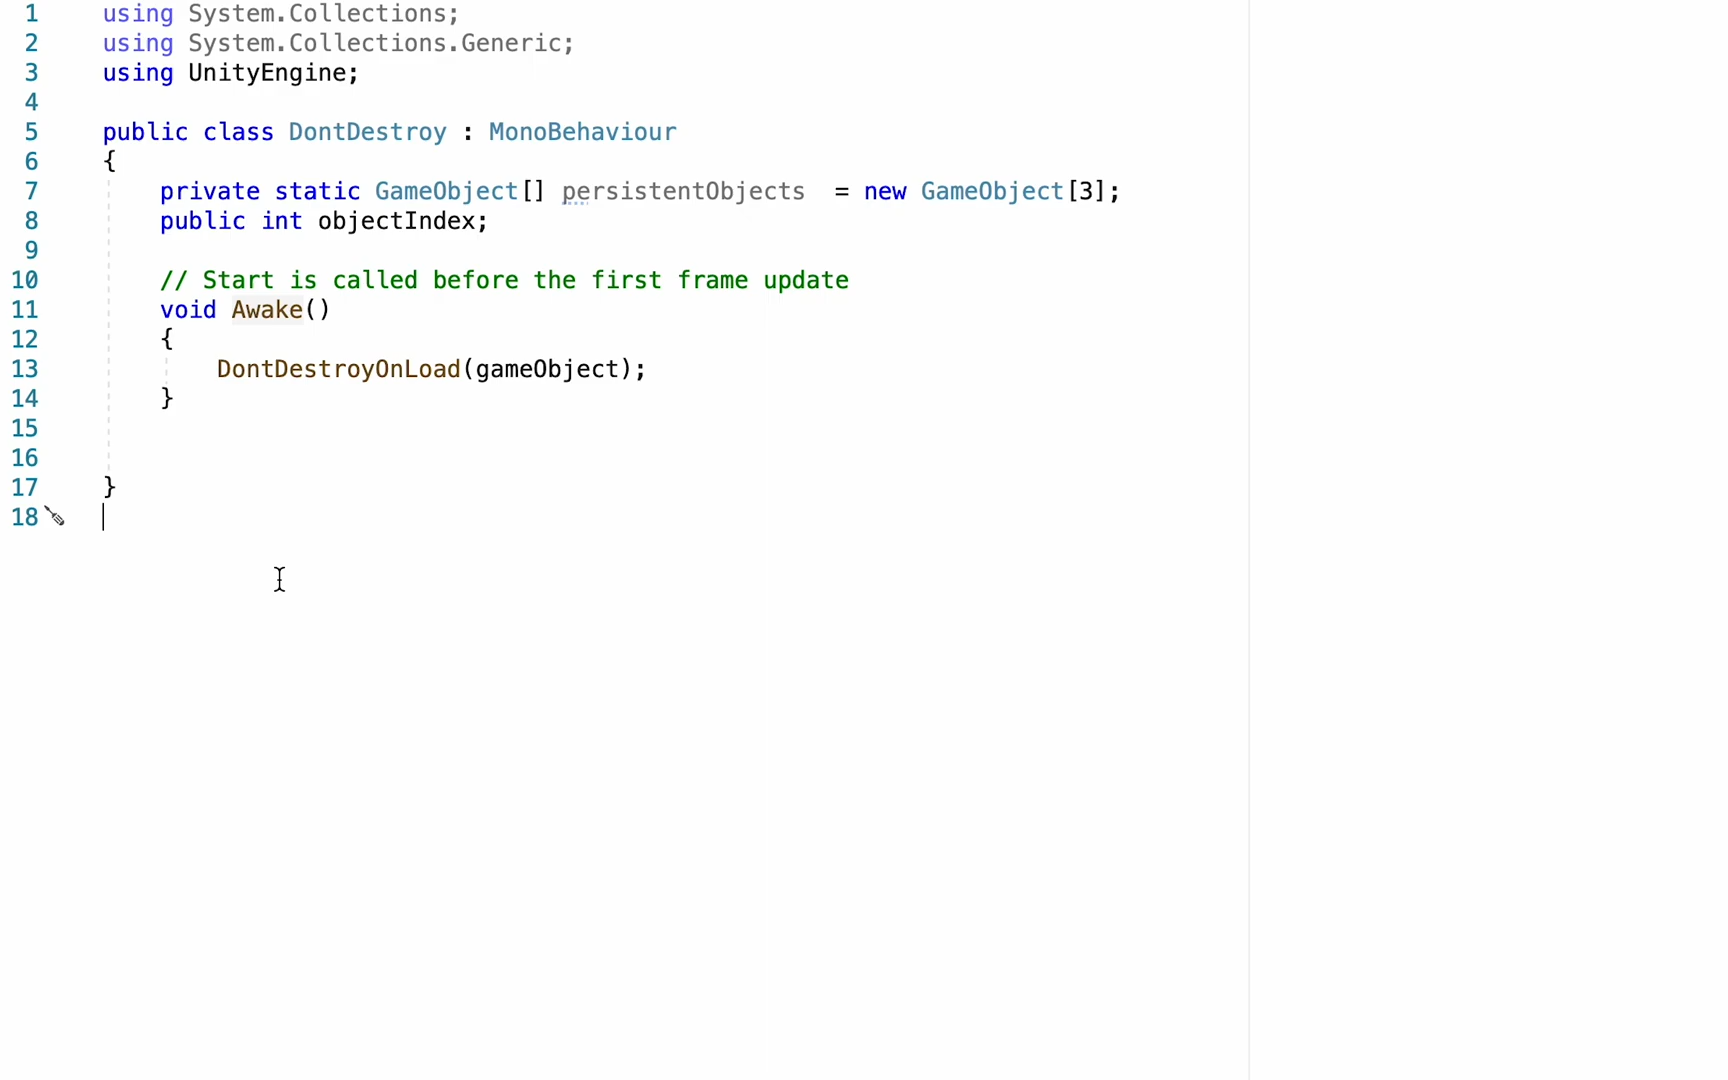 1 using System.Collections;
2 using System.Collections.Generic;
3 using UnityEngine;
4
5 public class DontDestroy : MonoBehaviour
6 {
7 private static GameObject[] persistentObjects  = new GameObject[3];
8 public int objectIndex;
9
10 // Start is called before the first frame update
11 void Awake()
12 {
13 DontDestroyOnLoad(gameObject);
14 }
15
16
17 }
18